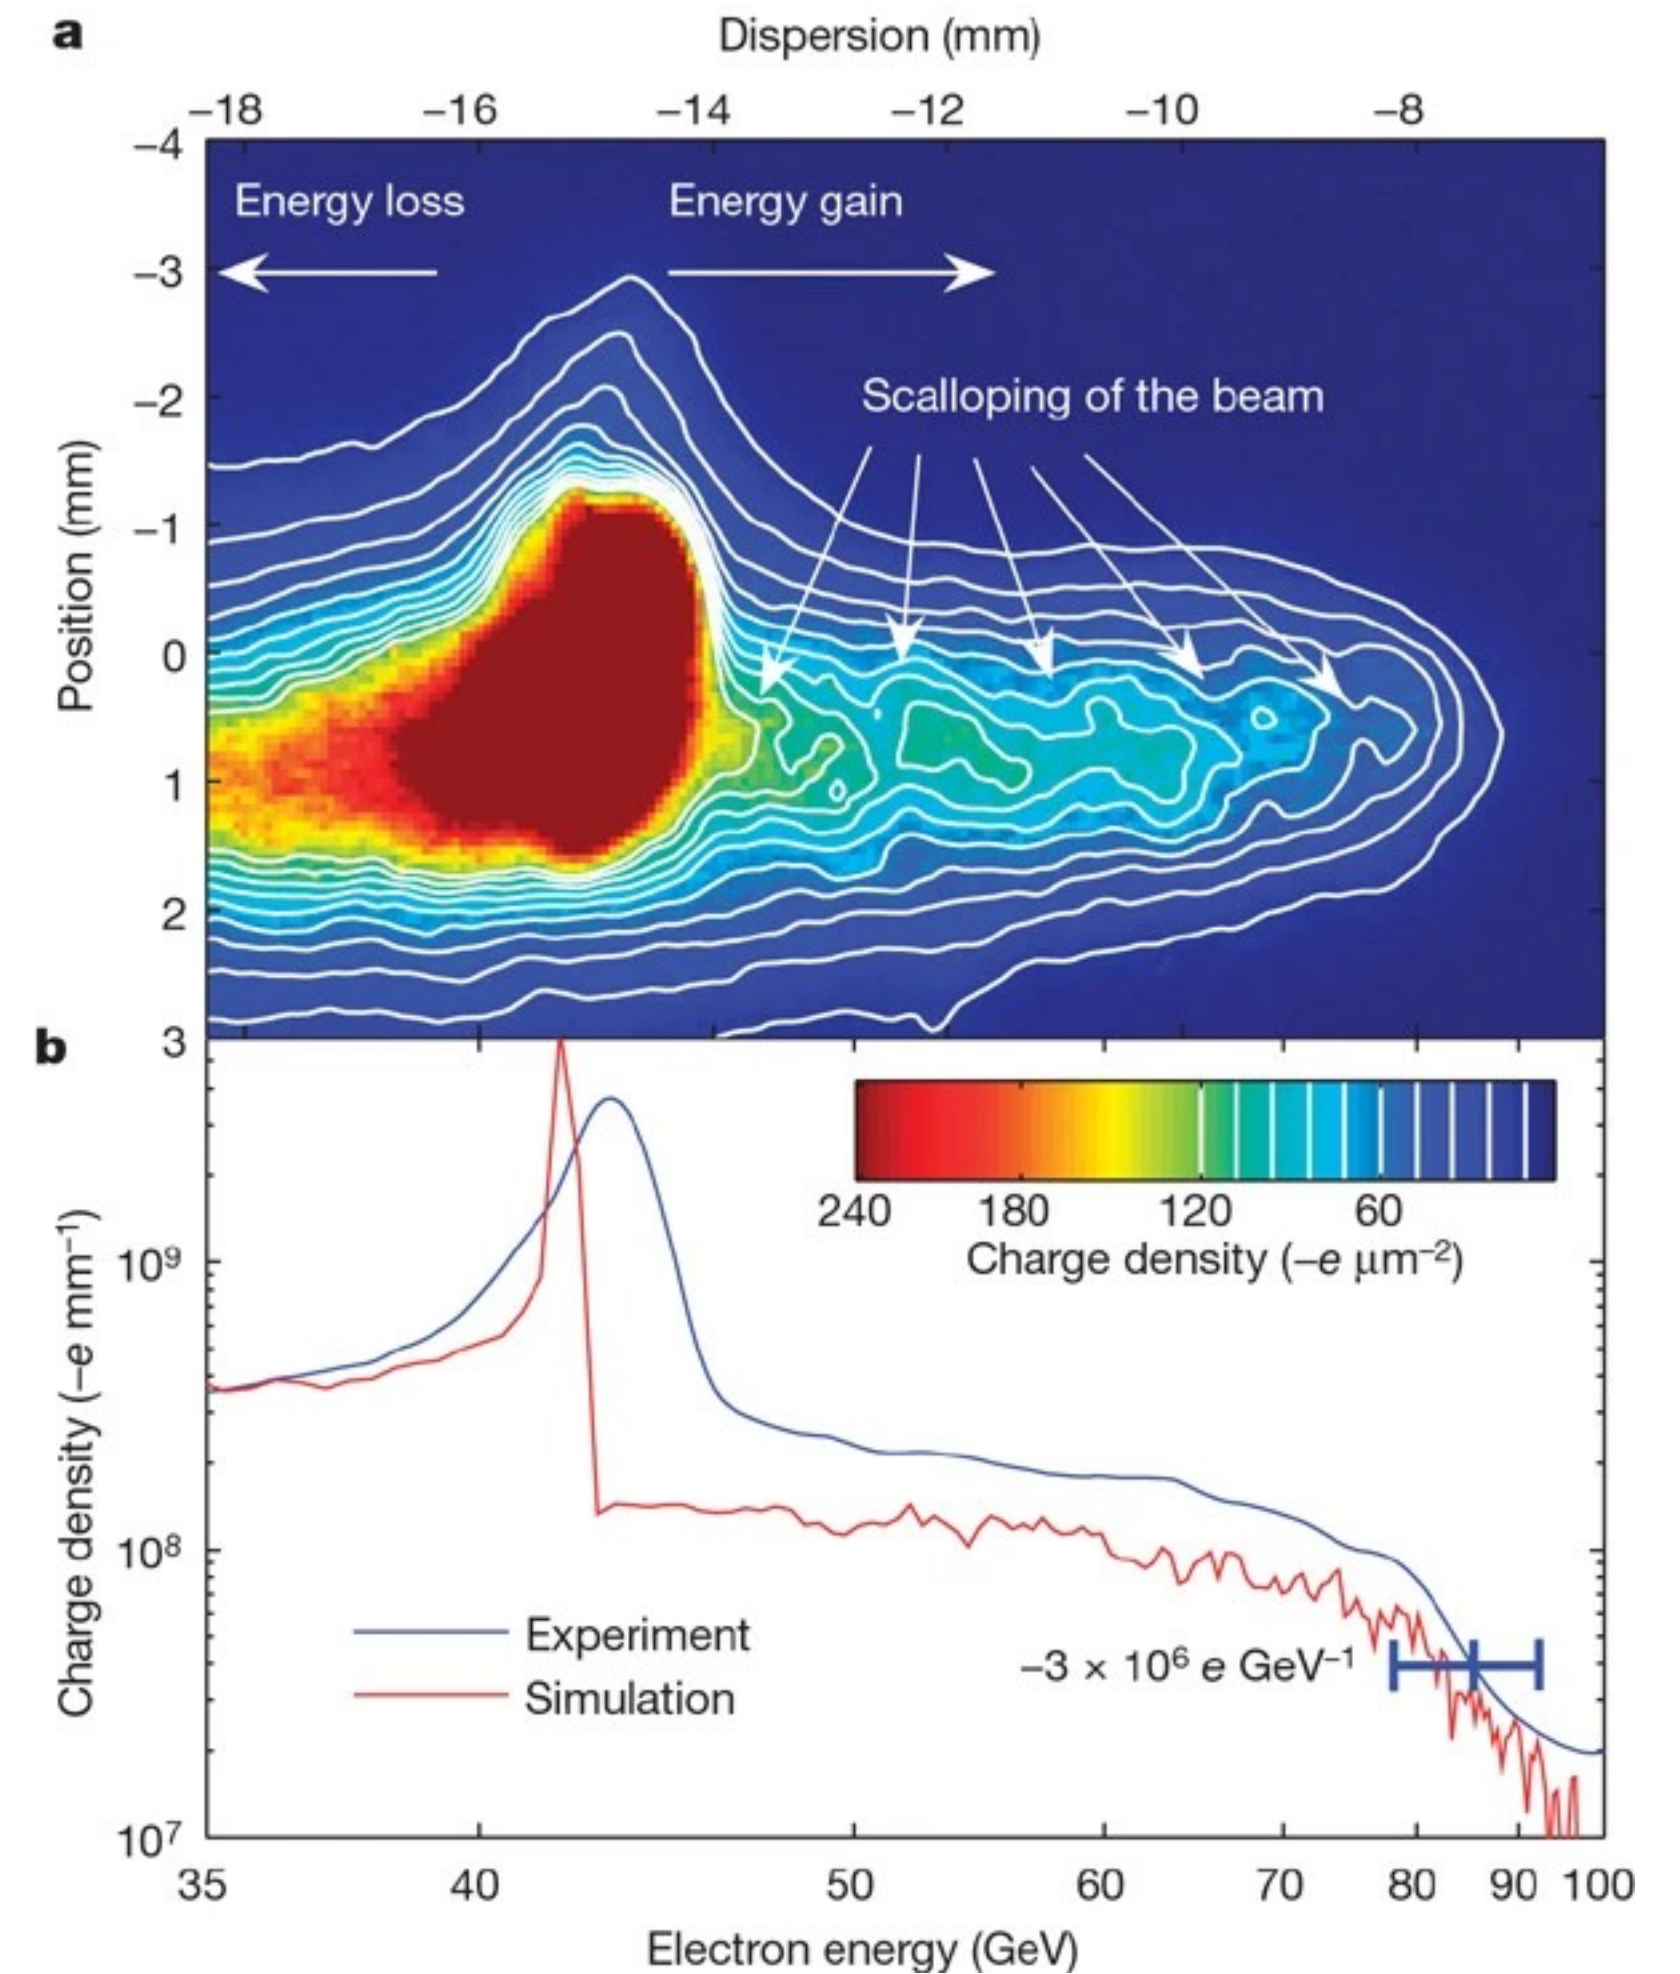 a
Dispersion (mm)
–18 –16 –14 –12 –10 –8
–4
Energy loss Energy gain
–3
–2
Scalloping of the beam
Position (mm)
–1
0
1
2
3
b
240 180 120 60
Charge density (–e μm⁻²)
Charge density (–e mm⁻¹)
10⁹
10⁸
10⁷
Experiment
Simulation
–3 × 10⁶ e GeV⁻¹
35 40 50 60 70 80 90 100
Electron energy (GeV)